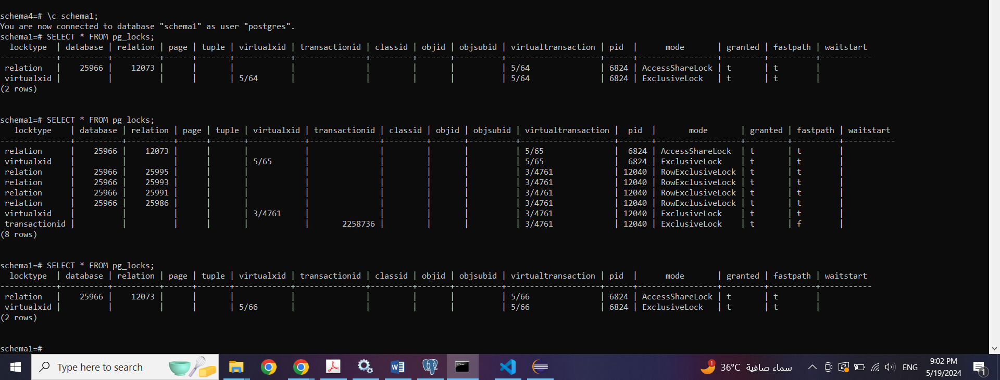 schema4=# \c schema1;
You are now connected to database "schema1" as user "postgres".
schema1=# SELECT * FROM pg_locks;
  locktype  | database | relation | page | tuple | virtualxid | transactionid | classid | objid | objsubid | virtualtransaction | pid  |      mode       | granted | fastpath | waitstart
------------+----------+----------+------+-------+------------+---------------+---------+-------+----------+--------------------+------+-----------------+---------+----------+-----------
 relation   |    25966 |    12073 |      |       |            |               |         |       |          | 5/64               | 6824 | AccessShareLock | t       | t        |
 virtualxid |          |          |      |       | 5/64       |               |         |       |          | 5/64               | 6824 | ExclusiveLock   | t       | t        |
(2 rows)
schema1=# SELECT * FROM pg_locks;
   locktype    | database | relation | page | tuple | virtualxid | transactionid | classid | objid | objsubid | virtualtransaction |  pid  |       mode       | granted | fastpath | waitstart
---------------+----------+----------+------+-------+------------+---------------+---------+-------+----------+--------------------+-------+------------------+---------+----------+-----------
 relation      |    25966 |    12073 |      |       |            |               |         |       |          | 5/65               |  6824 | AccessShareLock  | t       | t        |
 virtualxid    |          |          |      |       | 5/65       |               |         |       |          | 5/65               |  6824 | ExclusiveLock    | t       | t        |
 relation      |    25966 |    25995 |      |       |            |               |         |       |          | 3/4761             | 12040 | RowExclusiveLock | t       | t        |
 relation      |    25966 |    25993 |      |       |            |               |         |       |          | 3/4761             | 12040 | RowExclusiveLock | t       | t        |
 relation      |    25966 |    25991 |      |       |            |               |         |       |          | 3/4761             | 12040 | RowExclusiveLock | t       | t        |
 relation      |    25966 |    25986 |      |       |            |               |         |       |          | 3/4761             | 12040 | RowExclusiveLock | t       | t        |
 virtualxid    |          |          |      |       | 3/4761     |               |         |       |          | 3/4761             | 12040 | ExclusiveLock    | t       | t        |
 transactionid |          |          |      |       |            |       2258736 |         |       |          | 3/4761             | 12040 | ExclusiveLock    | t       | f        |
(8 rows)
schema1=# SELECT * FROM pg_locks;
  locktype  | database | relation | page | tuple | virtualxid | transactionid | classid | objid | objsubid | virtualtransaction | pid  |      mode       | granted | fastpath | waitstart
------------+----------+----------+------+-------+------------+---------------+---------+-------+----------+--------------------+------+-----------------+---------+----------+-----------
 relation   |    25966 |    12073 |      |       |            |               |         |       |          | 5/66               | 6824 | AccessShareLock | t       | t        |
 virtualxid |          |          |      |       | 5/66       |               |         |       |          | 5/66               | 6824 | ExclusiveLock   | t       | t        |
(2 rows)
schema1=#
Type here to search
1
36°C سماء صافية
ENG
9:02 PM
5/19/2024
1